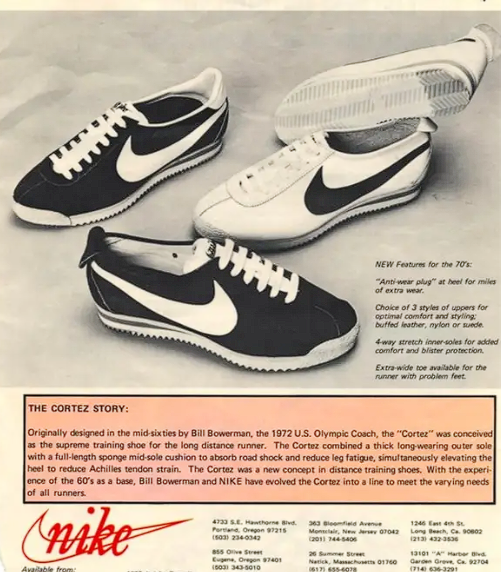 NEW Features for the 70's:
"Anti-wear plug" at heel for miles
of extra wear.
Choice of 3 styles of uppers for
optimal comfort and styling;
buffed leather, nylon or suede.
4-way stretch inner-soles for added
comfort and blister protection.
Extra-wide toe available for the
runner with problem feet.
THE CORTEZ STORY:
Originally designed in the mid-sixties by Bill Bowerman, the 1972 U.S. Olympic Coach, the "Cortez" was conceived
as the supreme training shoe for the long distance runner. The Cortez combined a thick long-wearing outer sole
with a full-length sponge mid-sole cushion to absorb road shock and reduce leg fatigue, simultaneously elevating the
heel to reduce Achilles tendon strain. The Cortez was a new concept in distance training shoes. With the experi-
ence of the 60's as a base, Bill Bowerman and NIKE have evolved the Cortez into a line to meet the varying needs
of all runners.
nike
Available from:
4733 S.E. Hawthorne Blvd.
Portland, Oregon 97215
(503) 234-0342
855 Olive Street
Eugene, Oregon 97401
(503) 343-5010
363 Bloomfield Avenue
Montclair, New Jersey 07042
(201) 744-5406
26 Summer Street
Natick, Massachusetts 01760
(617) 655-6078
1246 East 4th St.
Long Beach, Ca. 90802
(213) 432-3536
13101 "A" Harbor Blvd.
Garden Grove, Ca. 92704
(714) 636-3291